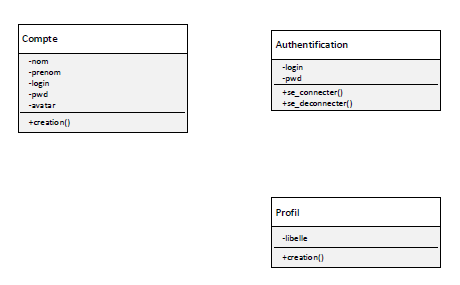 Compte
-nom
-prenom
-login
-pwd
-avatar
+creation()
Authentification
-login
-pwd
+se_connecter()
+se_deconnecter()
Profil
-libelle
+creation()